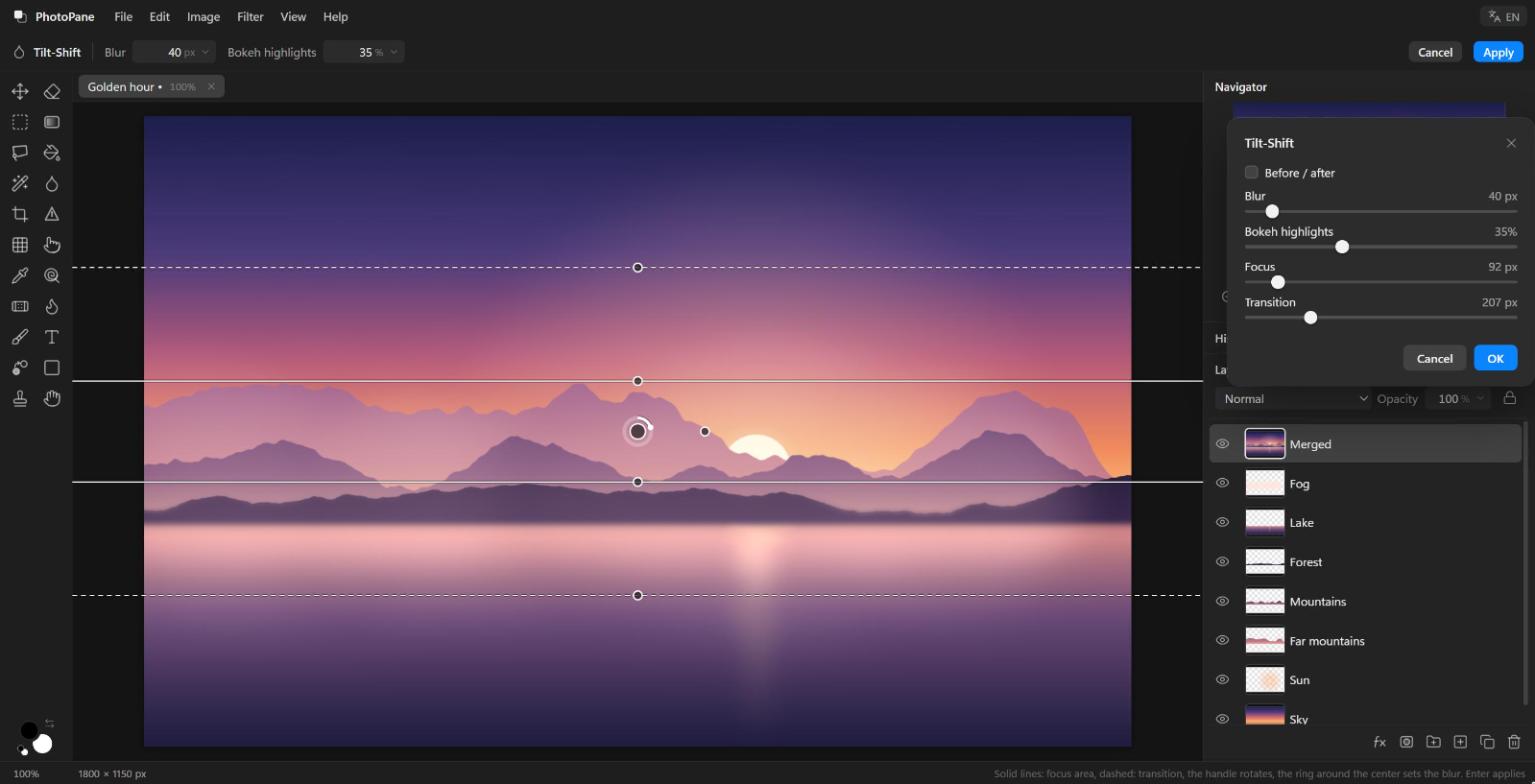 PhotoPane File Edit Image Filter View Help EN
Tilt-Shift Blur 40 px Bokeh highlights 35 % Cancel Apply
Golden hour • 100% Navigator
Tilt-Shift
Before / after
Blur 40 px
Bokeh highlights 35%
Focus 92 px
Transition 207 px
Cancel OK
Normal Opacity 100 %
Merged
Fog
Lake
Forest
Mountains
Far mountains
Sun
Sky
fx
100% 1800 × 1150 px Solid lines: focus area, dashed: transition, the handle rotates, the ring around the center sets the blur. Enter applies